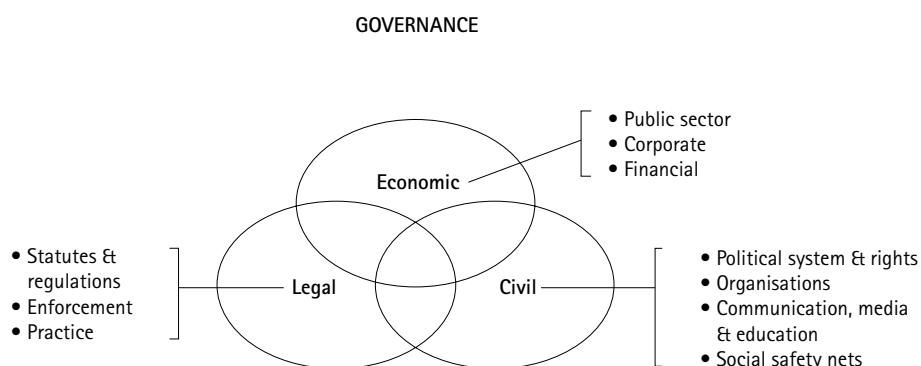 GOVERNANCE
• Public sector
• Corporate
• Financial
Economic
• Statutes &
regulations
• Enforcement
• Practice
Legal
Civil
• Political system & rights
• Organisations
• Communication, media
& education
• Social safety nets